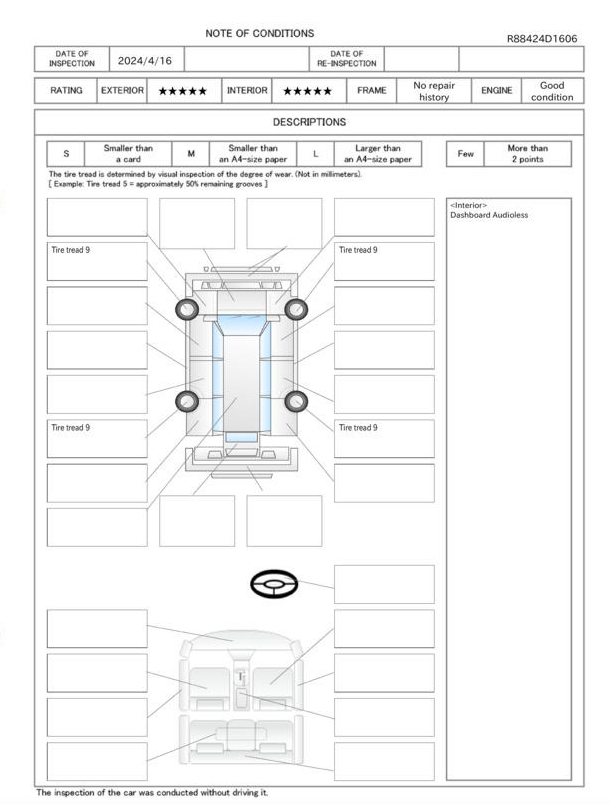 NOTE OF CONDITIONS
R88424D1606
DATE OF INSPECTION
2024/4/16
DATE OF RE-INSPECTION
RATING
EXTERIOR
★★★★★
INTERIOR
★★★★★
FRAME
No repair history
ENGINE
Good condition
DESCRIPTIONS
S
Smaller than a card
M
Smaller than an A4-size paper
L
Larger than an A4-size paper
Few
More than 2 points
The tire tread is determined by visual inspection of the degree of wear. (Not in millimeters).
[ Example: Tire tread 5 = approximately 50% remaining grooves ]
<Interior>
Dashboard Audioless
Tire tread 9
Tire tread 9
Tire tread 9
Tire tread 9
The inspection of the car was conducted without driving it.